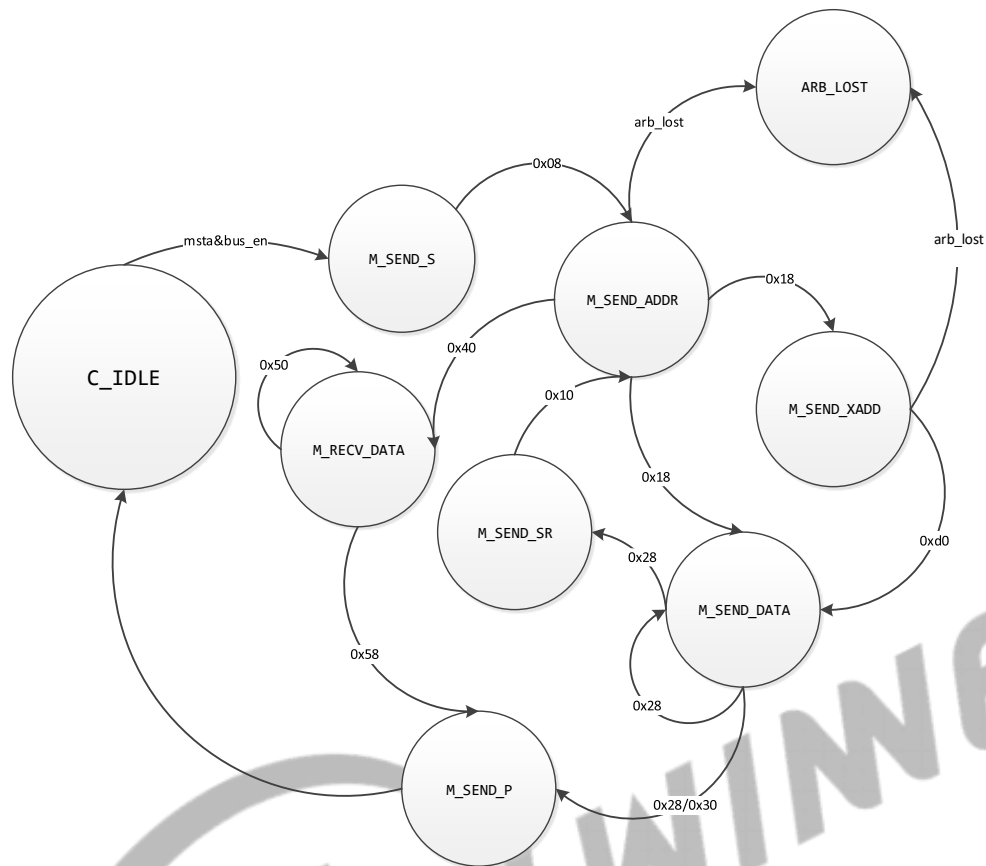 ARB_LOST
arb_lost
0x08
M_SEND_S
msta&bus_en
arb_lost
M_SEND_ADDR
0x18
0x40
0x50
C_IDLE
0x10
M_SEND_XADD
M_RECV_DATA
0x18
M_SEND_SR
0xd0
0x28
M_SEND_DATA
0x58
0x28
M_SEND_P
0x28/0x30